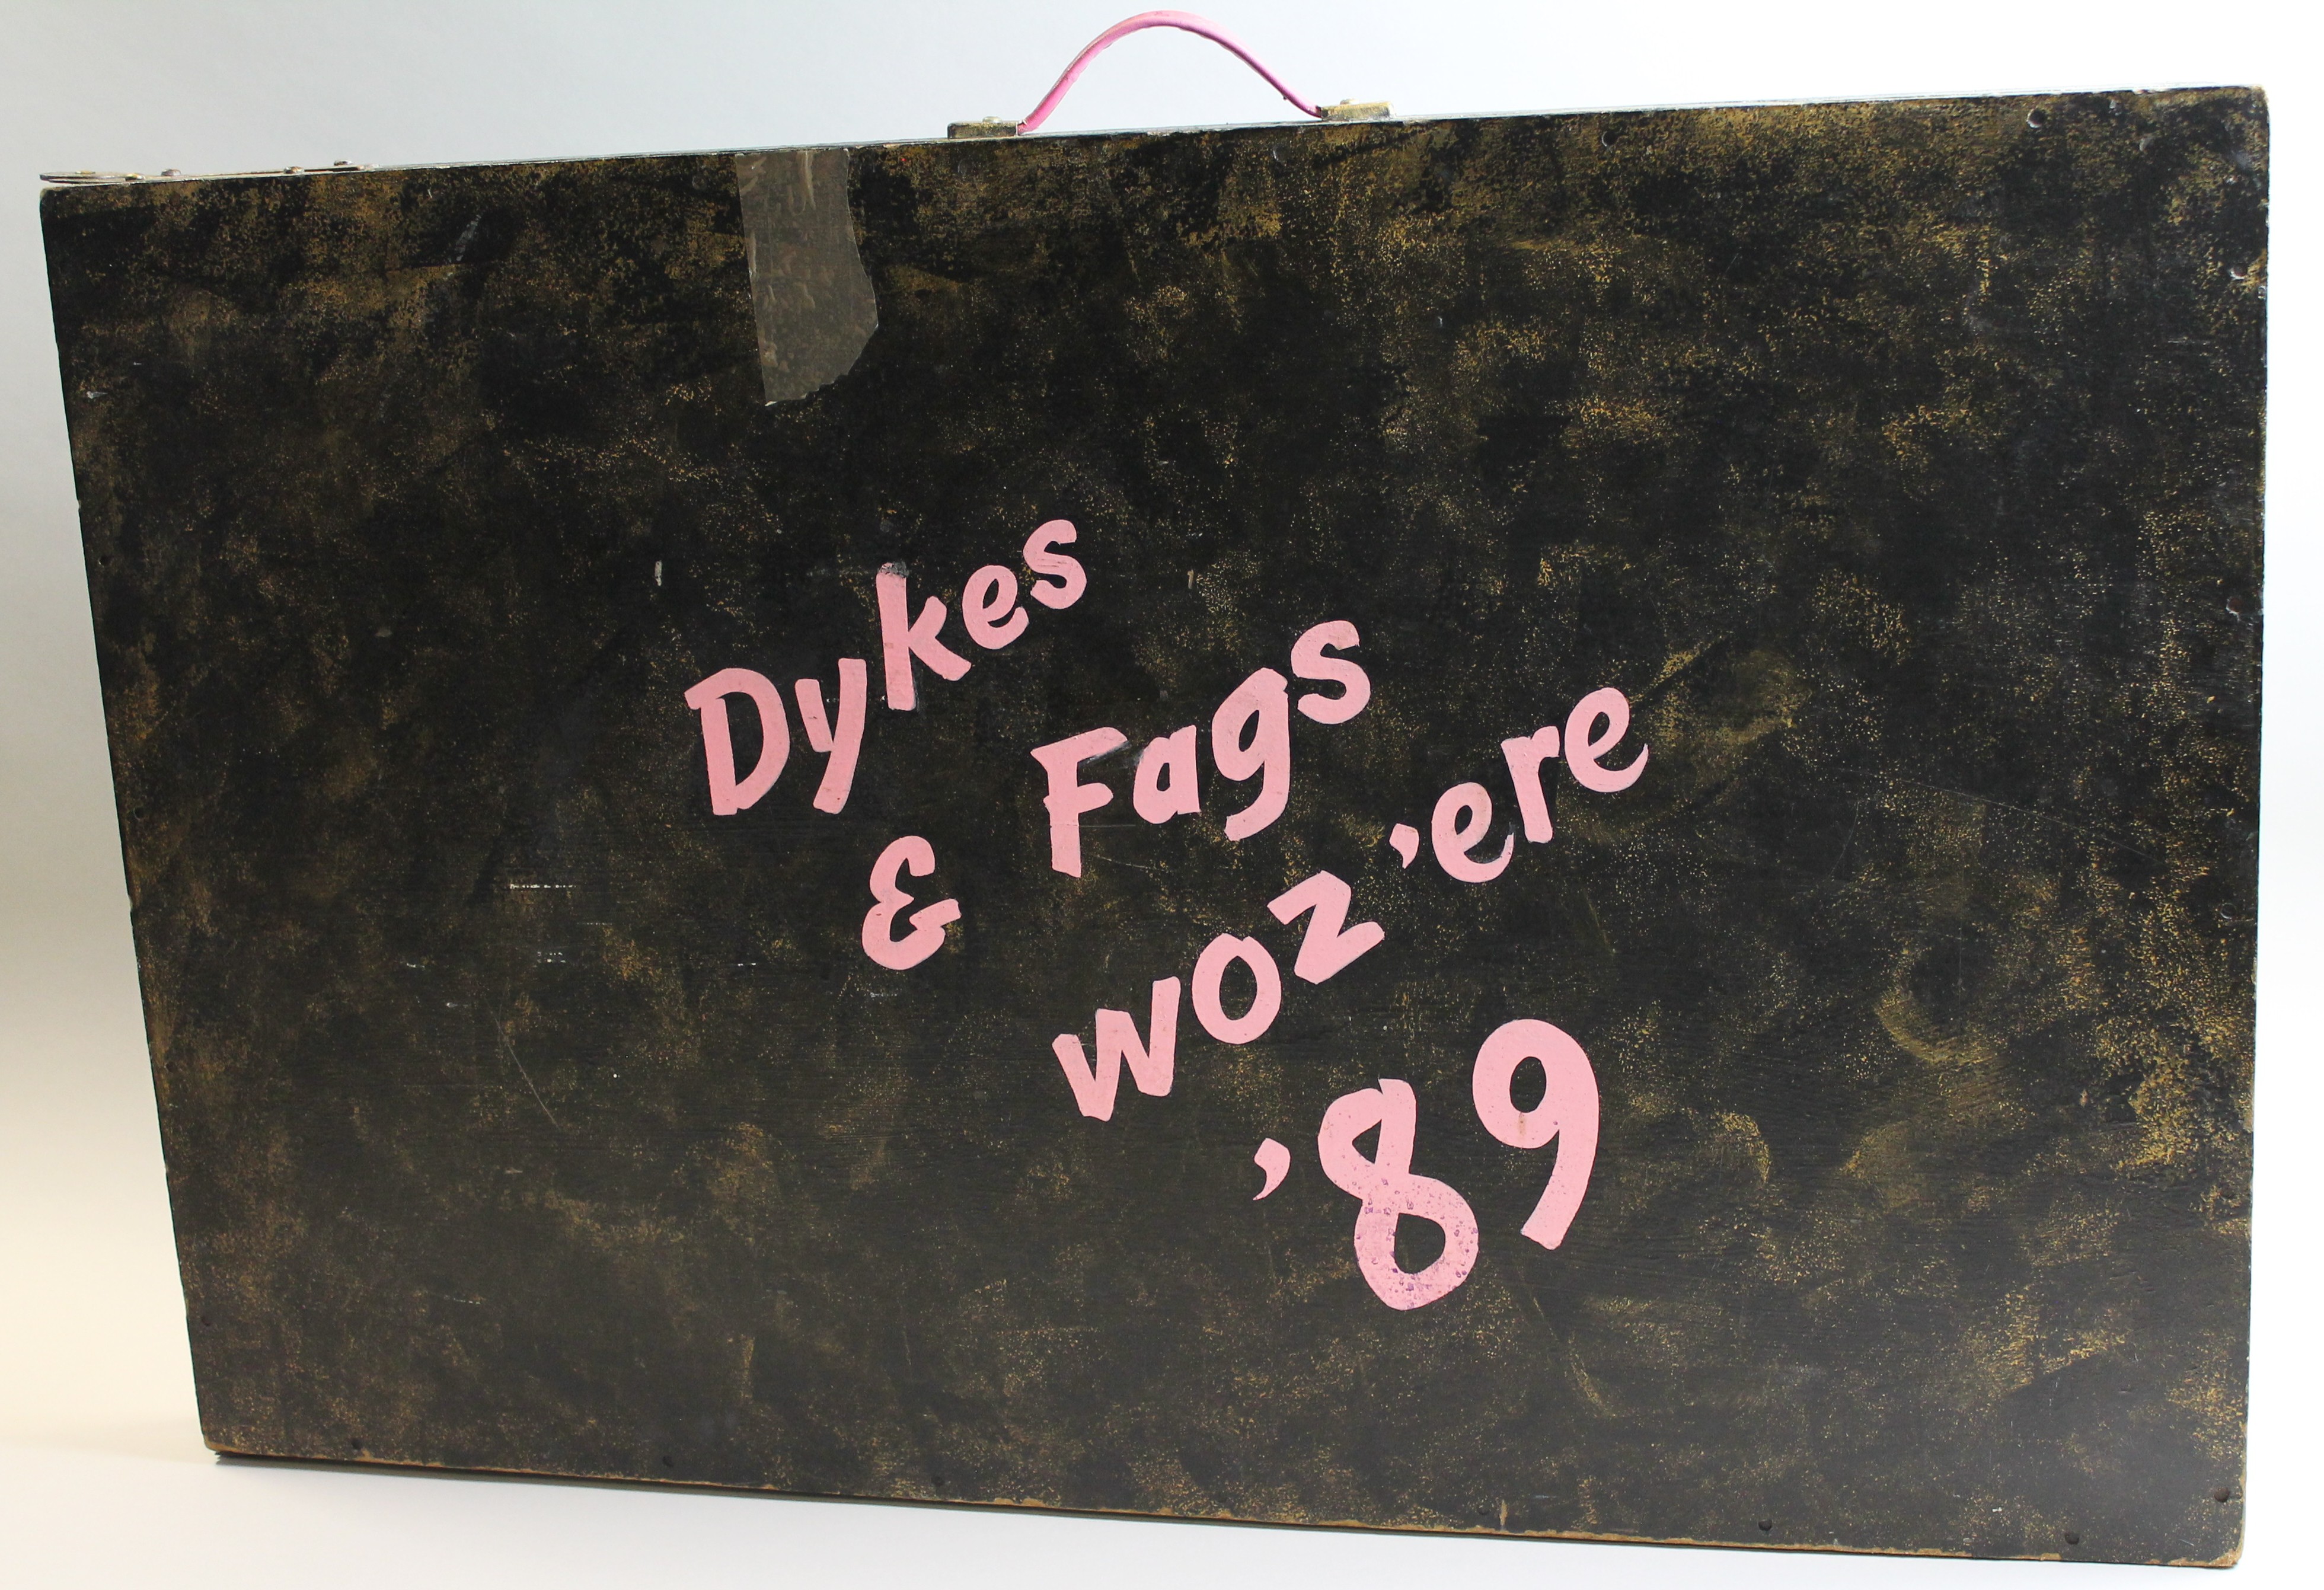 Dykes
& Fags
woz 'ere
'89